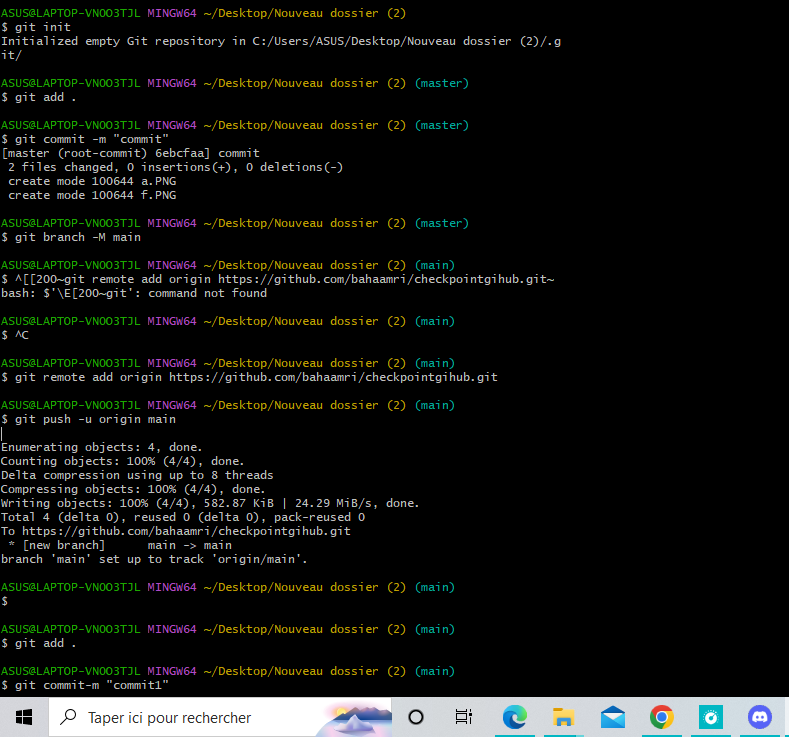 ASUS@LAPTOP-VN0O3TJL MINGW64 ~/Desktop/Nouveau dossier (2)
$ git init
Initialized empty Git repository in C:/Users/ASUS/Desktop/Nouveau dossier (2)/.g
it/
ASUS@LAPTOP-VN0O3TJL MINGW64 ~/Desktop/Nouveau dossier (2) (master)
$ git add .
ASUS@LAPTOP-VN0O3TJL MINGW64 ~/Desktop/Nouveau dossier (2) (master)
$ git commit -m "commit"
[master (root-commit) 6ebcfaa] commit
 2 files changed, 0 insertions(+), 0 deletions(-)
 create mode 100644 a.PNG
 create mode 100644 f.PNG
ASUS@LAPTOP-VN0O3TJL MINGW64 ~/Desktop/Nouveau dossier (2) (master)
$ git branch -M main
ASUS@LAPTOP-VN0O3TJL MINGW64 ~/Desktop/Nouveau dossier (2) (main)
$ ^[[200~git remote add origin https://github.com/bahaamri/checkpointgihub.git~
bash: $'\E[200~git': command not found
ASUS@LAPTOP-VN0O3TJL MINGW64 ~/Desktop/Nouveau dossier (2) (main)
$ ^C
ASUS@LAPTOP-VN0O3TJL MINGW64 ~/Desktop/Nouveau dossier (2) (main)
$ git remote add origin https://github.com/bahaamri/checkpointgihub.git
ASUS@LAPTOP-VN0O3TJL MINGW64 ~/Desktop/Nouveau dossier (2) (main)
$ git push -u origin main
Enumerating objects: 4, done.
Counting objects: 100% (4/4), done.
Delta compression using up to 8 threads
Compressing objects: 100% (4/4), done.
Writing objects: 100% (4/4), 582.87 KiB | 24.29 MiB/s, done.
Total 4 (delta 0), reused 0 (delta 0), pack-reused 0
To https://github.com/bahaamri/checkpointgihub.git
 * [new branch]      main -> main
branch 'main' set up to track 'origin/main'.
ASUS@LAPTOP-VN0O3TJL MINGW64 ~/Desktop/Nouveau dossier (2) (main)
$
ASUS@LAPTOP-VN0O3TJL MINGW64 ~/Desktop/Nouveau dossier (2) (main)
$ git add .
ASUS@LAPTOP-VN0O3TJL MINGW64 ~/Desktop/Nouveau dossier (2) (main)
$ git commit-m "commit1"
Taper ici pour rechercher